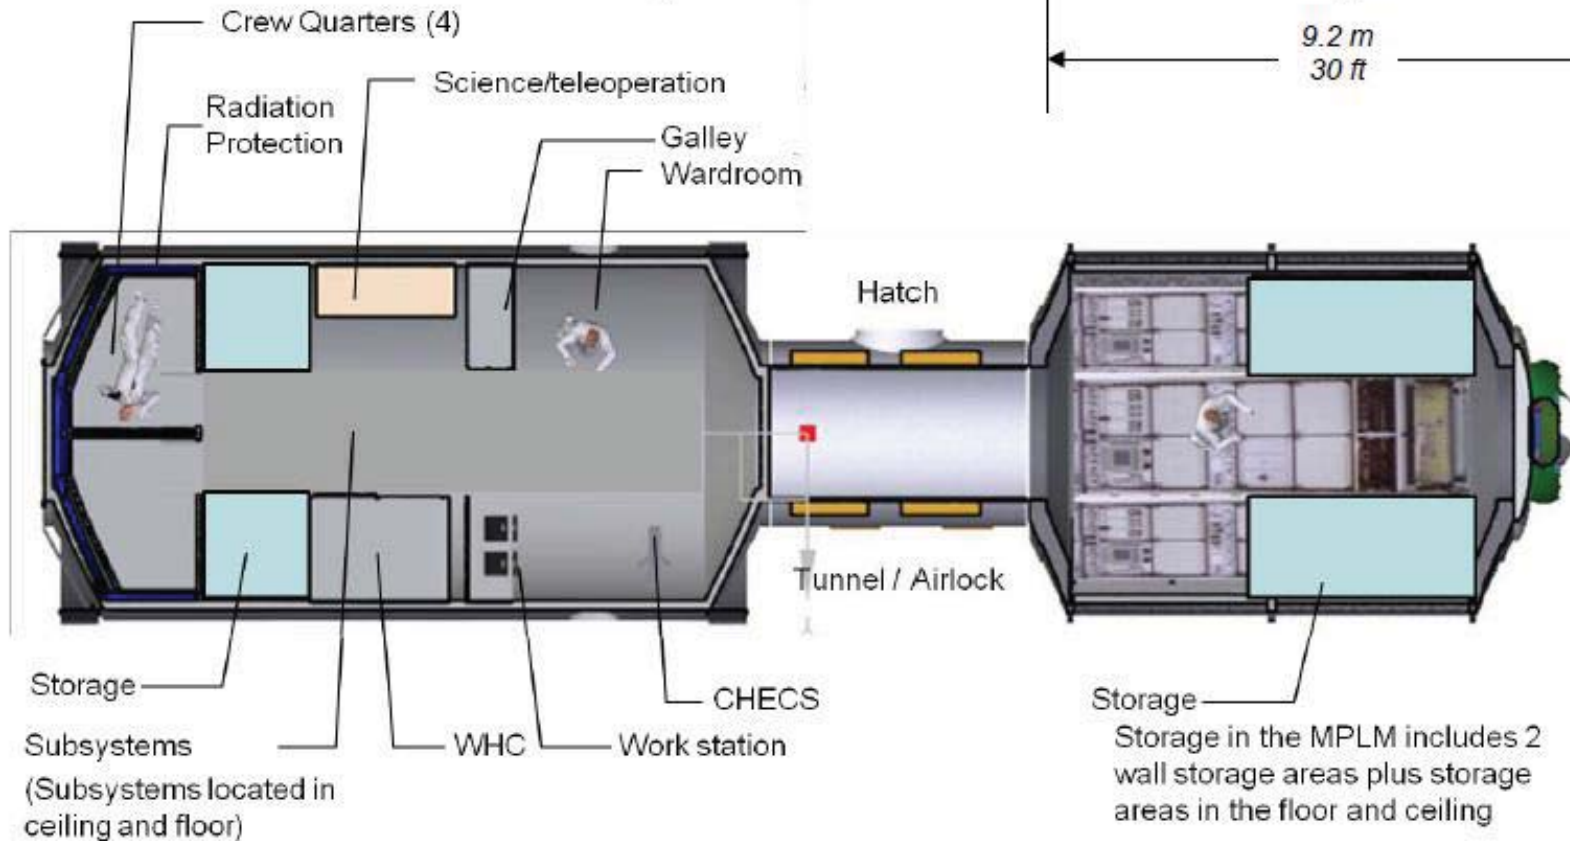 Crew Quarters (4)
9.2 m
30 ft
Science/teleoperation
Radiation
Protection
Galley
Wardroom
Hatch
Tunnel / Airlock
Storage
CHECS
Storage
Subsystems
WHC
Work station
(Subsystems located in
ceiling and floor)
Storage in the MPLM includes 2
wall storage areas plus storage
areas in the floor and ceiling